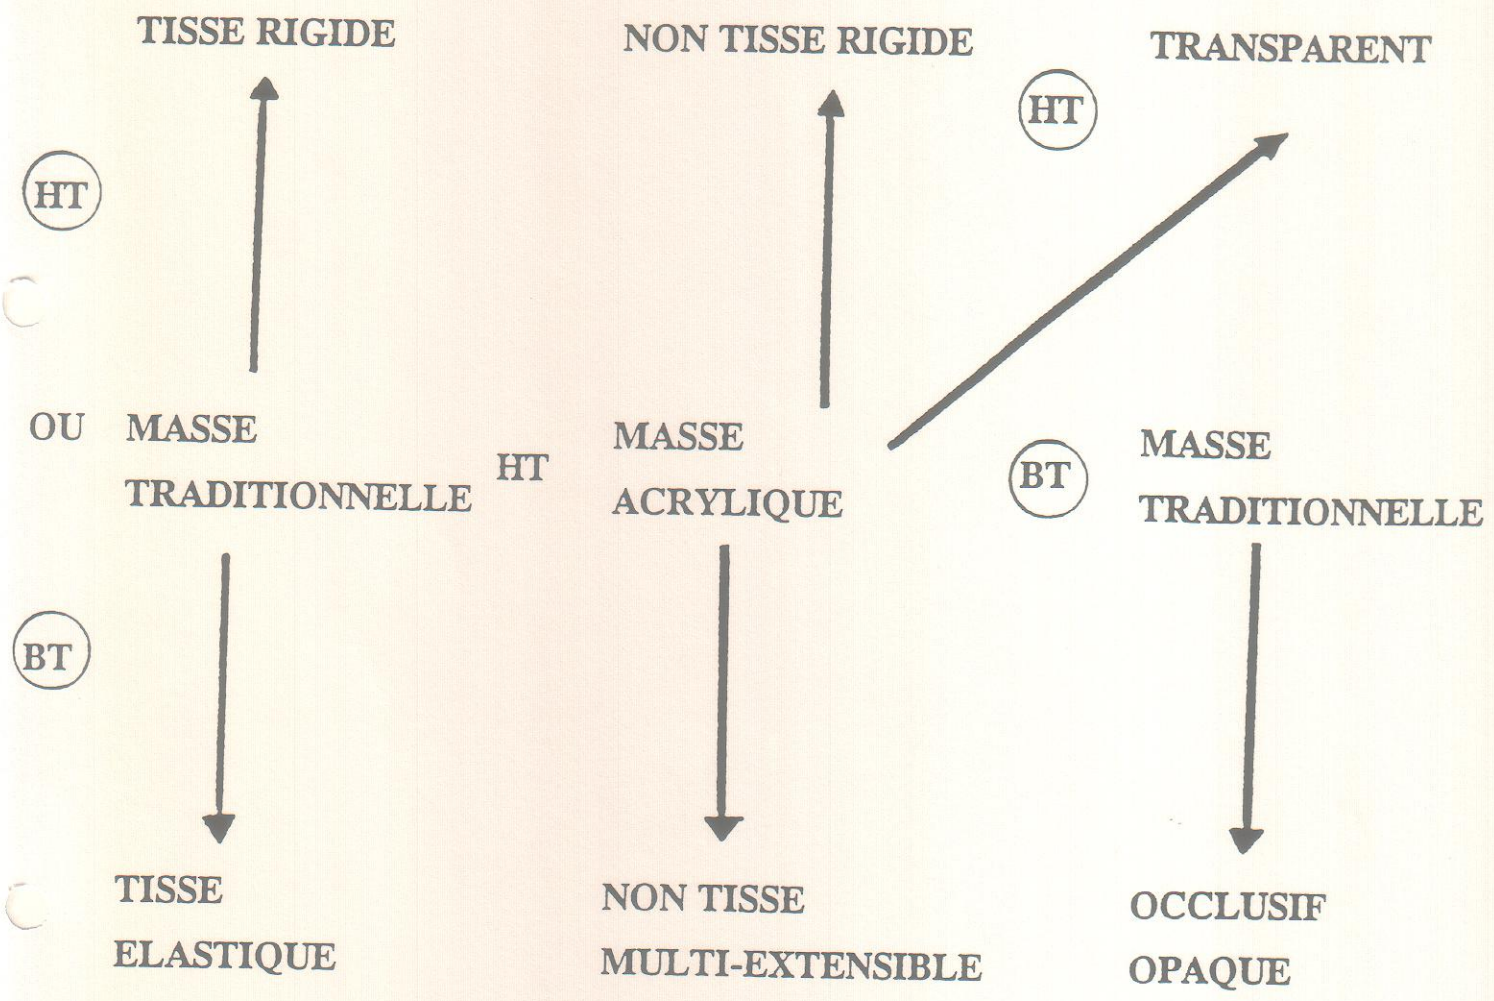 TISSE RIGIDE
NON TISSE RIGIDE
TRANSPARENT
HT
HT
OU MASSE
TRADITIONNELLE
HT
MASSE
ACRYLIQUE
BT
MASSE
TRADITIONNELLE
BT
TISSE
ELASTIQUE
NON TISSE
MULTI-EXTENSIBLE
OCCLUSIF
OPAQUE